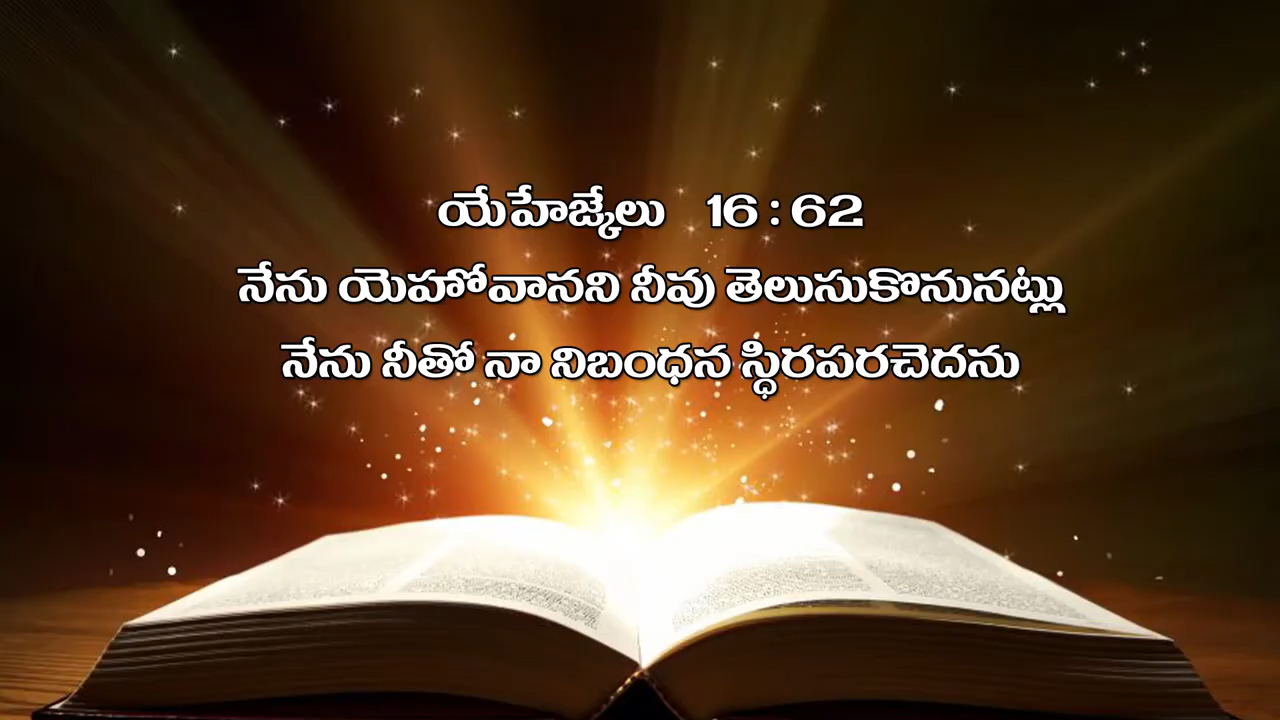 యేహేజ్కేలు 16 : 62
నేను యెహోవానని నీవు తెలుసుకొనునట్లు
నేను నీతో నా నిబంధన స్ధిరపరచెదను